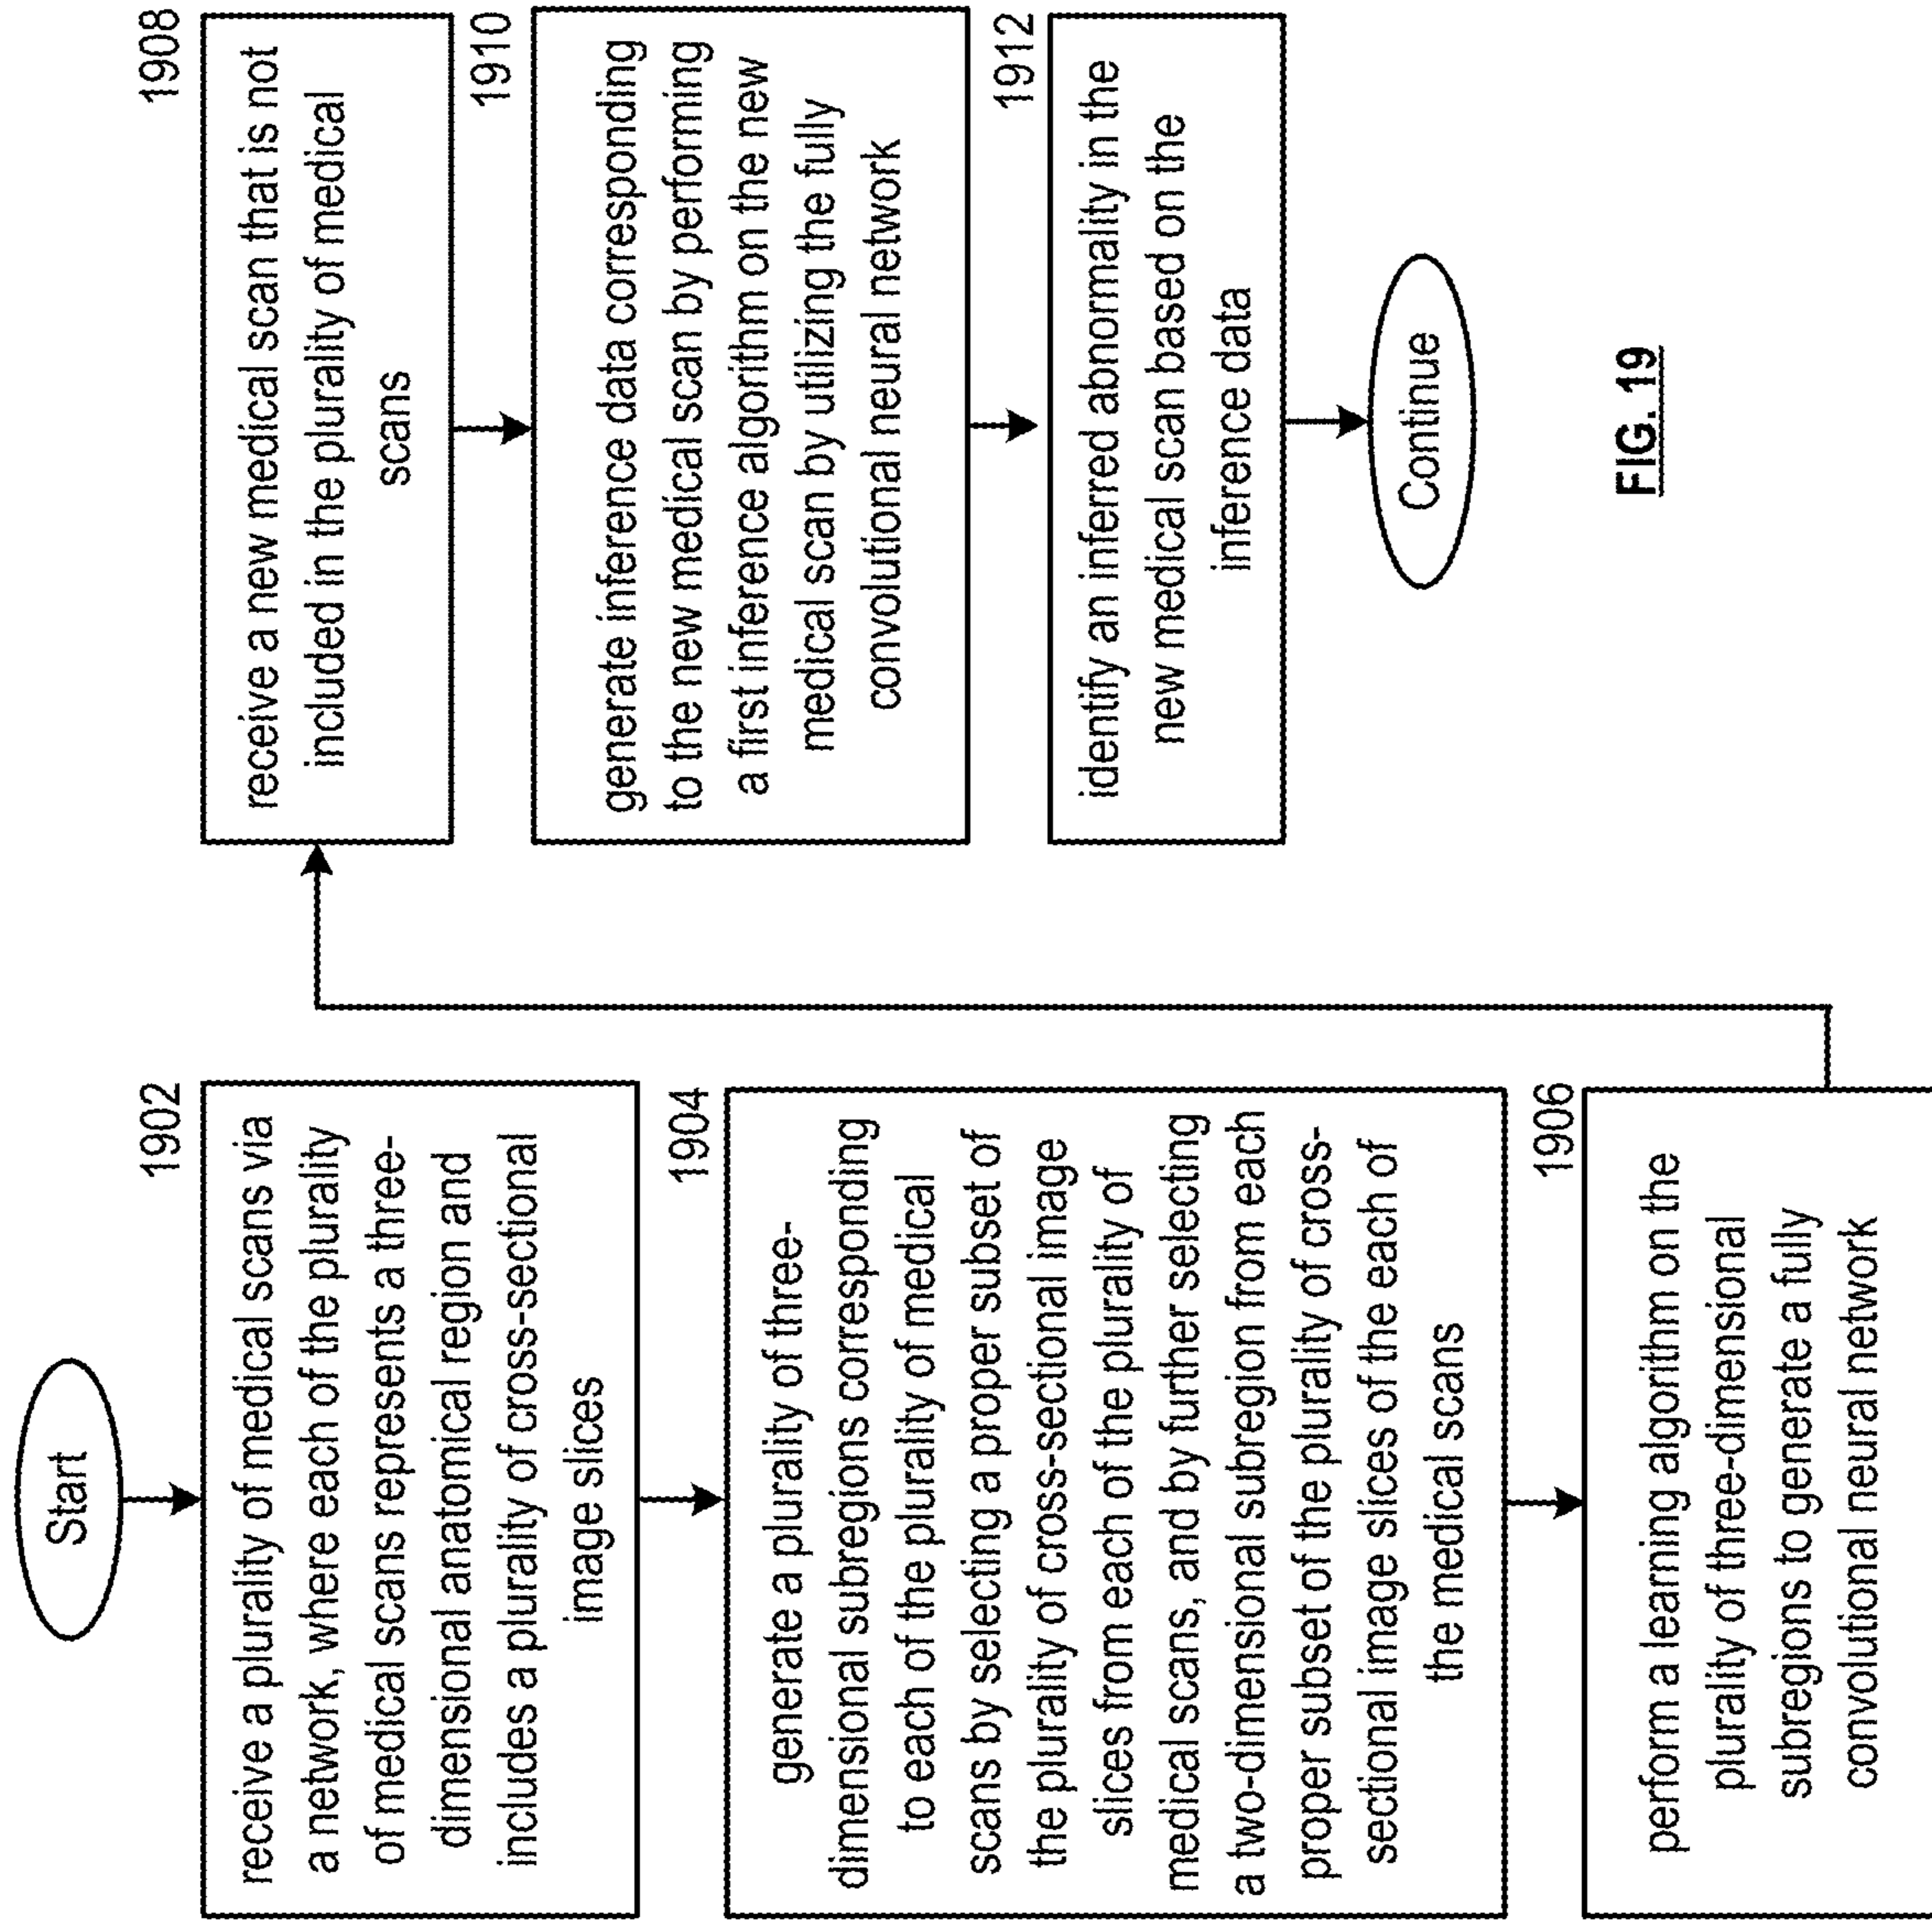 Start
1902
receive a plurality of medical scans via
a network, where each of the plurality
of medical scans represents a three-
dimensional anatomical region and
includes a plurality of cross-sectional
image slices
1904
generate a plurality of three-
dimensional subregions corresponding
to each of the plurality of medical
scans by selecting a proper subset of
the plurality of cross-sectional image
slices from each of the plurality of
medical scans, and by further selecting
a two-dimensional subregion from each
proper subset of the plurality of cross-
sectional image slices of the each of
the medical scans
1906
perform a learning algorithm on the
plurality of three-dimensional
subregions to generate a fully
convolutional neural network
1908
receive a new medical scan that is not
included in the plurality of medical
scans
1910
generate inference data corresponding
to the new medical scan by performing
a first inference algorithm on the new
medical scan by utilizing the fully
convolutional neural network
1912
identify an inferred abnormality in the
new medical scan based on the
inference data
Continue
FIG. 19